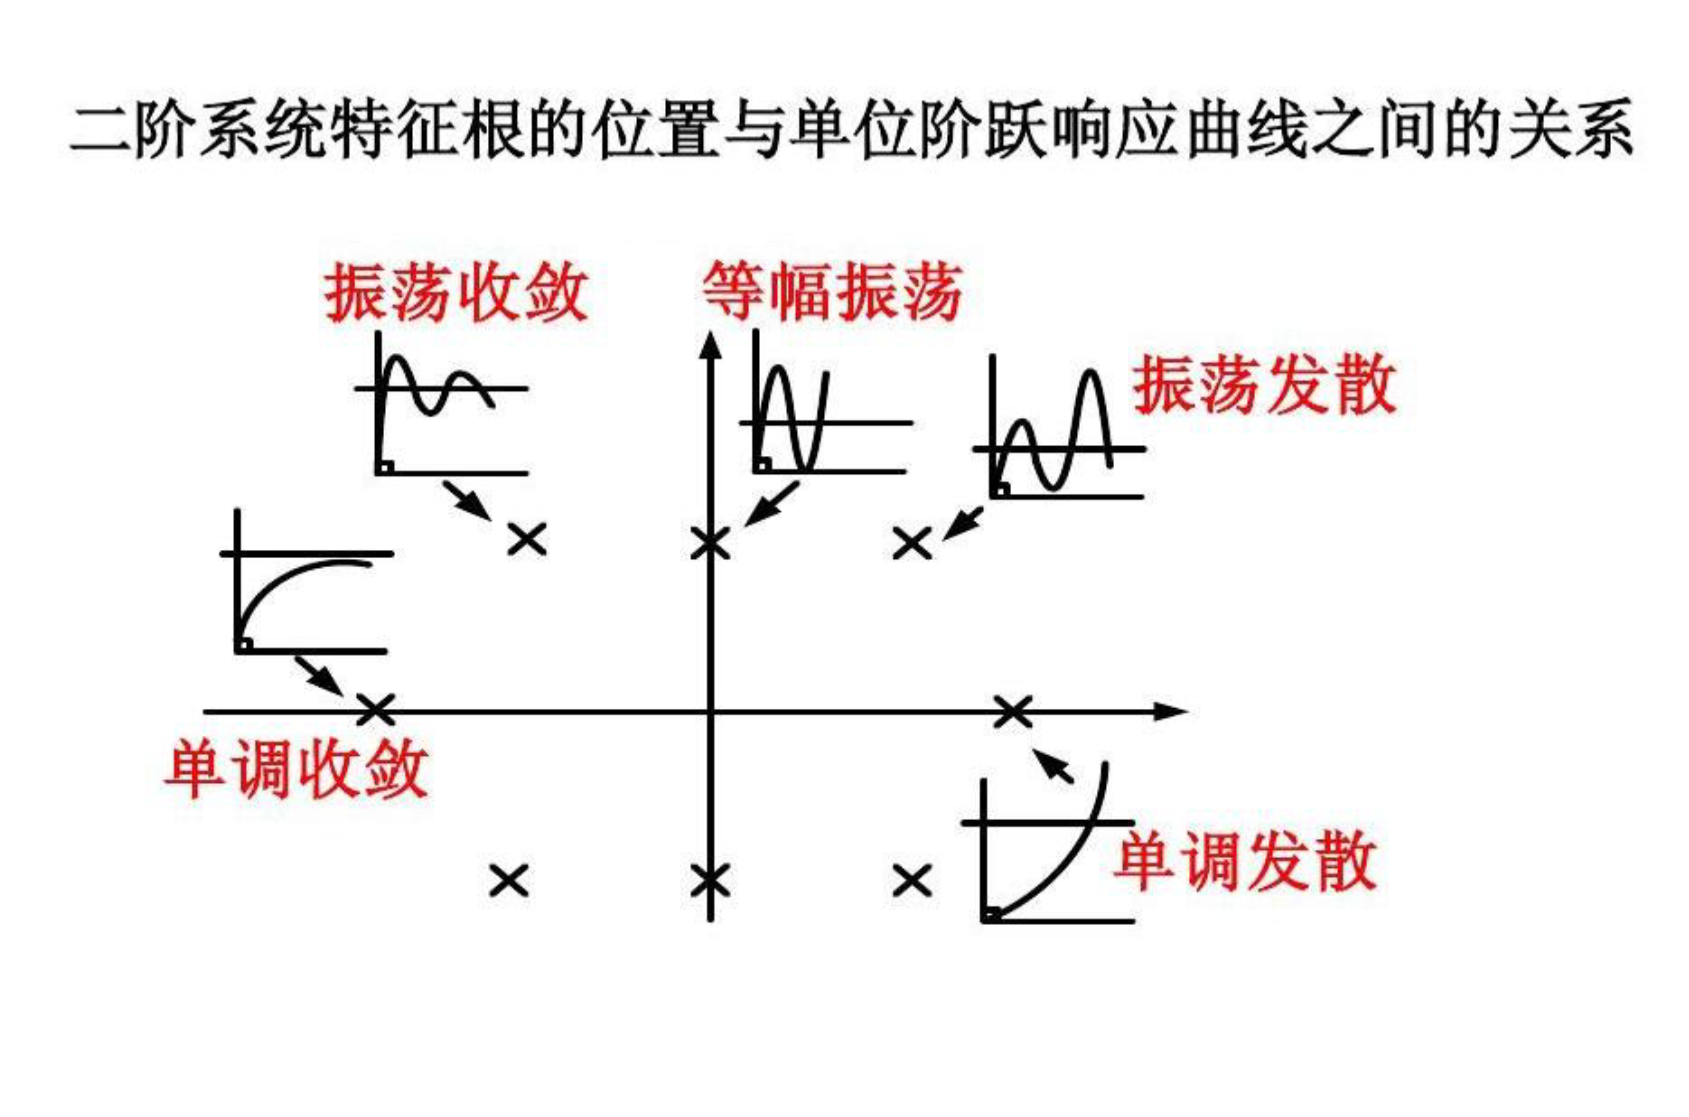 二阶系统特征根的位置与单位阶跃响应曲线之间的关系
振荡收敛
等幅振荡
振荡发散
单调收敛
单调发散